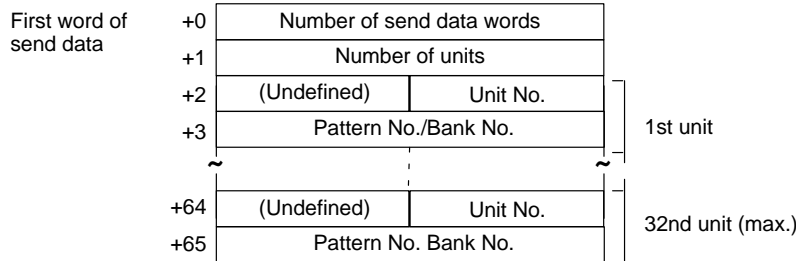 First word of
send data
+0 Number of send data words
+1 Number of units
+2 (Undefined) Unit No.
+3 Pattern No./Bank No.
1st unit
~ ~
+64 (Undefined) Unit No.
+65 Pattern No. Bank No.
32nd unit (max.)